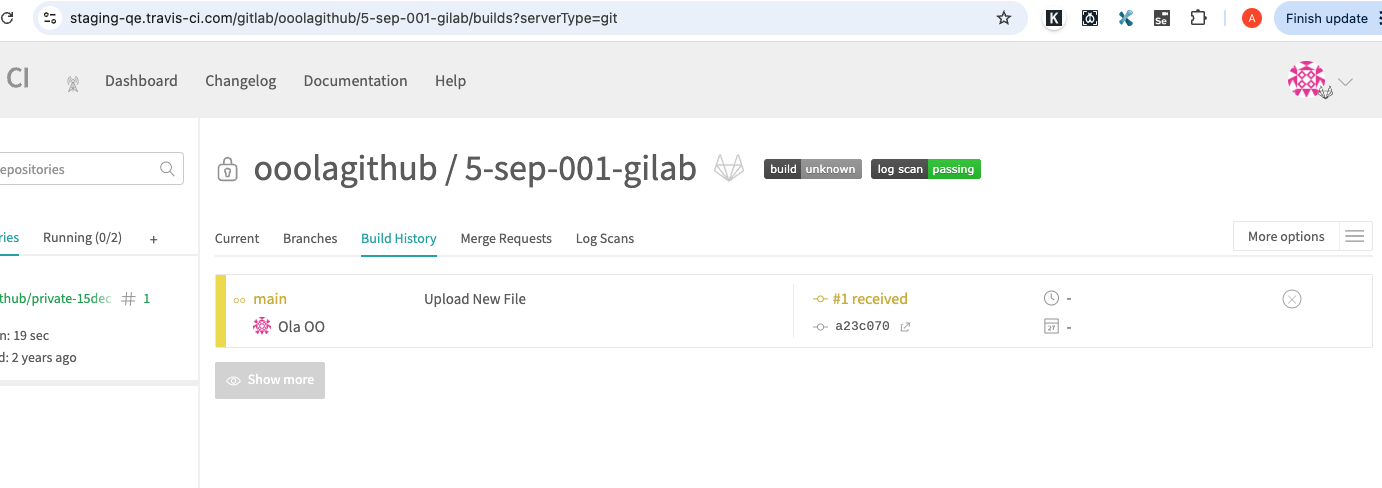 staging-qe.travis-ci.com/gitlab/ooolagithub/5-sep-001-gilab/builds?serverType=git
K
Se
A
Finish update
CI
Dashboard
Changelog
Documentation
Help
epositories
ooolagithub / 5-sep-001-gilab
build unknown
log scan passing
ries
Running (0/2)
+
Current
Branches
Build History
Merge Requests
Log Scans
More options
thub/private-15dec
# 1
n: 19 sec
d: 2 years ago
main
Upload New File
#1 received
-
Ola OO
a23c070
27
-
Show more